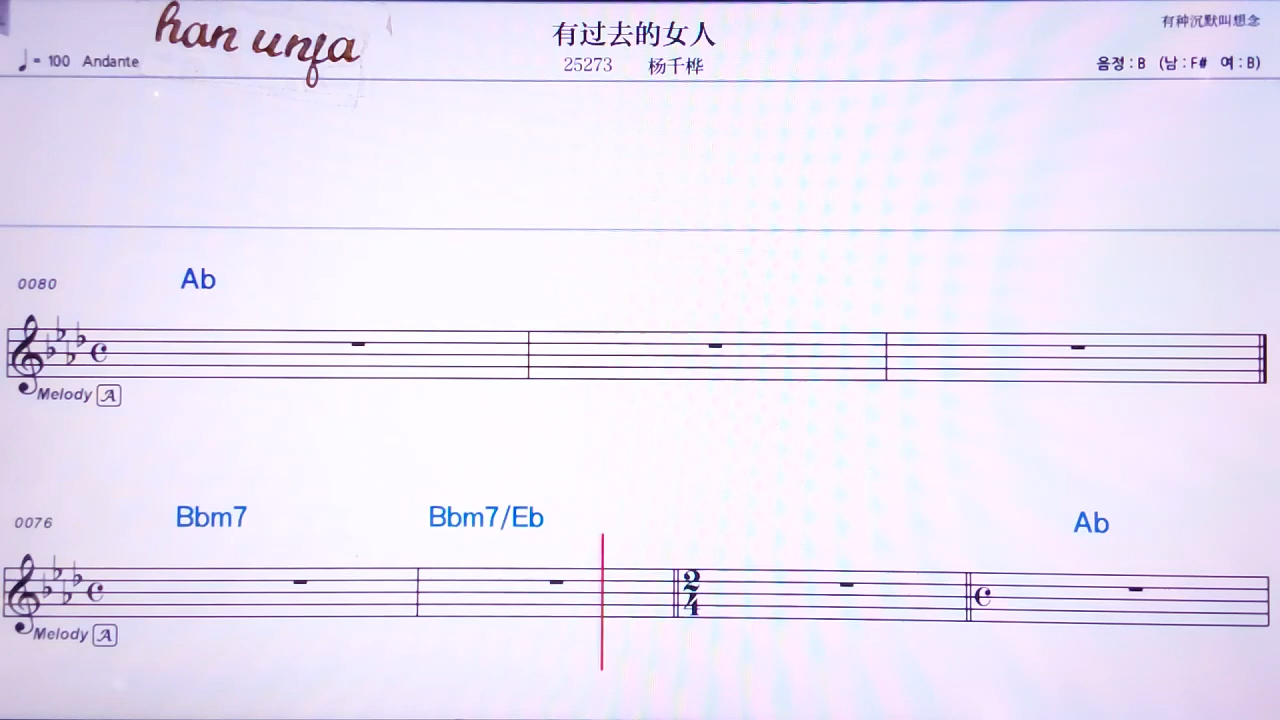 han unfa
有过去的女人
有种沉默叫想念
♩= 100 Andante
25273 杨千桦
음정 : B (남 : F# 여 : B)
0080
Ab
Melody A
0076
Bbm7
Bbm7/Eb
2
4
Ab
Melody A